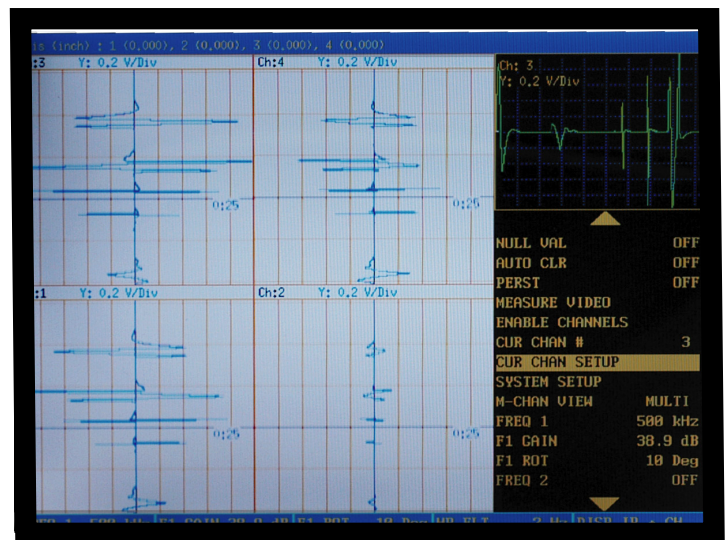 is (inch) : 1 (0.000), 2 (0.000), 3 (0.000), 4 (0.000)
:3 Y: 0.2 V/Div
Ch:4 Y: 0.2 V/Div
0:25
0:25
:1 Y: 0.2 V/Div
Ch:2 Y: 0.2 V/Div
0:25
0:25
Ch: 3
Y: 0.2 V/Div
NULL VAL OFF
AUTO CLR OFF
PERST OFF
MEASURE VIDEO
ENABLE CHANNELS
CUR CHAN # 3
CUR CHAN SETUP
SYSTEM SETUP
M-CHAN VIEW MULTI
FREQ 1 500 kHz
F1 GAIN 38.9 dB
F1 ROT 10 Deg
FREQ 2 OFF